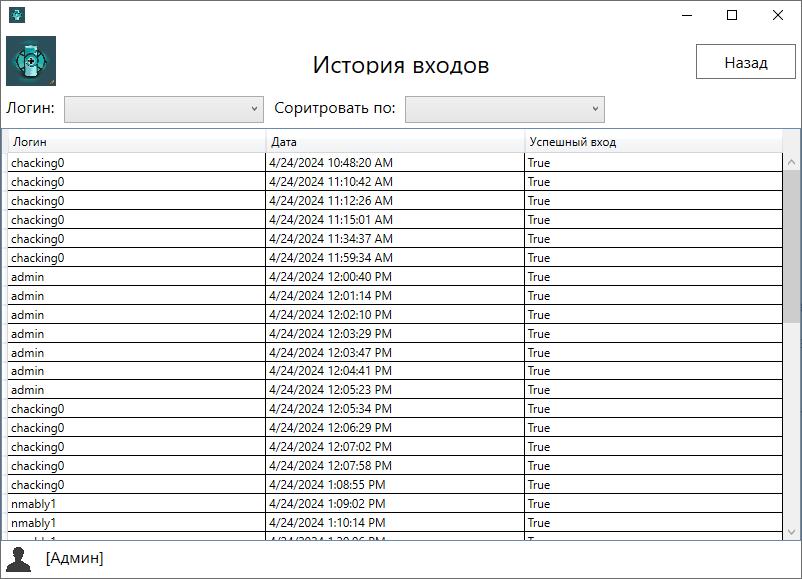 История входов
Назад
Логин: Соритровать по:
Логин Дата Успешный вход
chacking0 4/24/2024 10:48:20 AM True
chacking0 4/24/2024 11:10:42 AM True
chacking0 4/24/2024 11:12:26 AM True
chacking0 4/24/2024 11:15:01 AM True
chacking0 4/24/2024 11:34:37 AM True
chacking0 4/24/2024 11:59:34 AM True
admin 4/24/2024 12:00:40 PM True
admin 4/24/2024 12:01:14 PM True
admin 4/24/2024 12:02:10 PM True
admin 4/24/2024 12:03:29 PM True
admin 4/24/2024 12:03:47 PM True
admin 4/24/2024 12:04:41 PM True
admin 4/24/2024 12:05:23 PM True
chacking0 4/24/2024 12:05:34 PM True
chacking0 4/24/2024 12:06:29 PM True
chacking0 4/24/2024 12:07:02 PM True
chacking0 4/24/2024 12:07:58 PM True
chacking0 4/24/2024 1:08:55 PM True
nmably1 4/24/2024 1:09:02 PM True
nmably1 4/24/2024 1:10:14 PM True
[Админ]